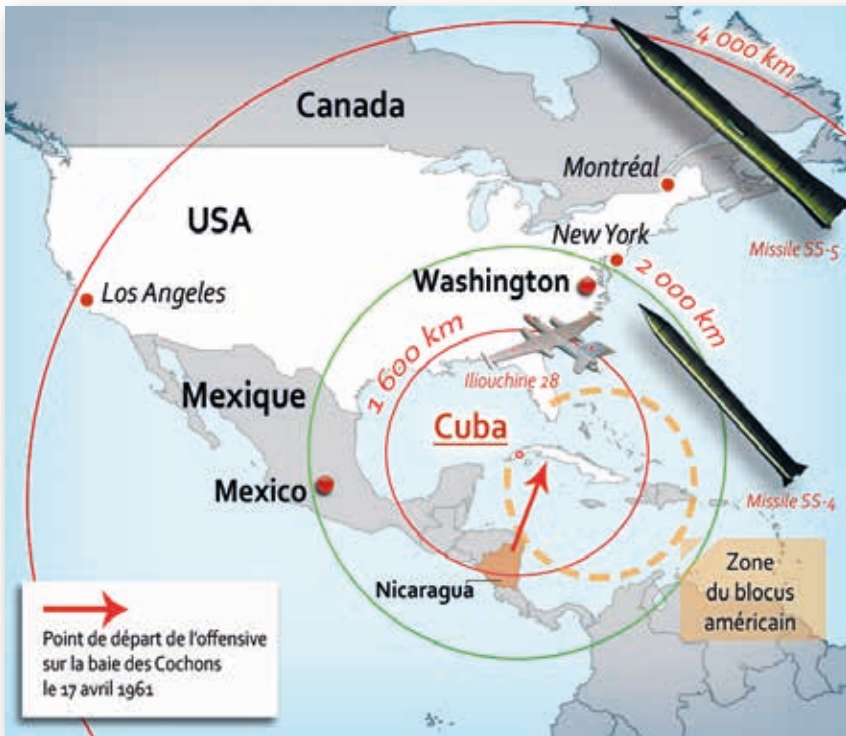 4 000 km
Canada
Montréal
USA
New York
Missile SS-5
Washington
2 000 km
Los Angeles
1 600 km
Iliouchine 28
Mexique
Cuba
Mexico
Missile SS-4
Nicaragua
Zone
du blocus
américain
Point de départ de l'offensive
sur la baie des Cochons
le 17 avril 1961